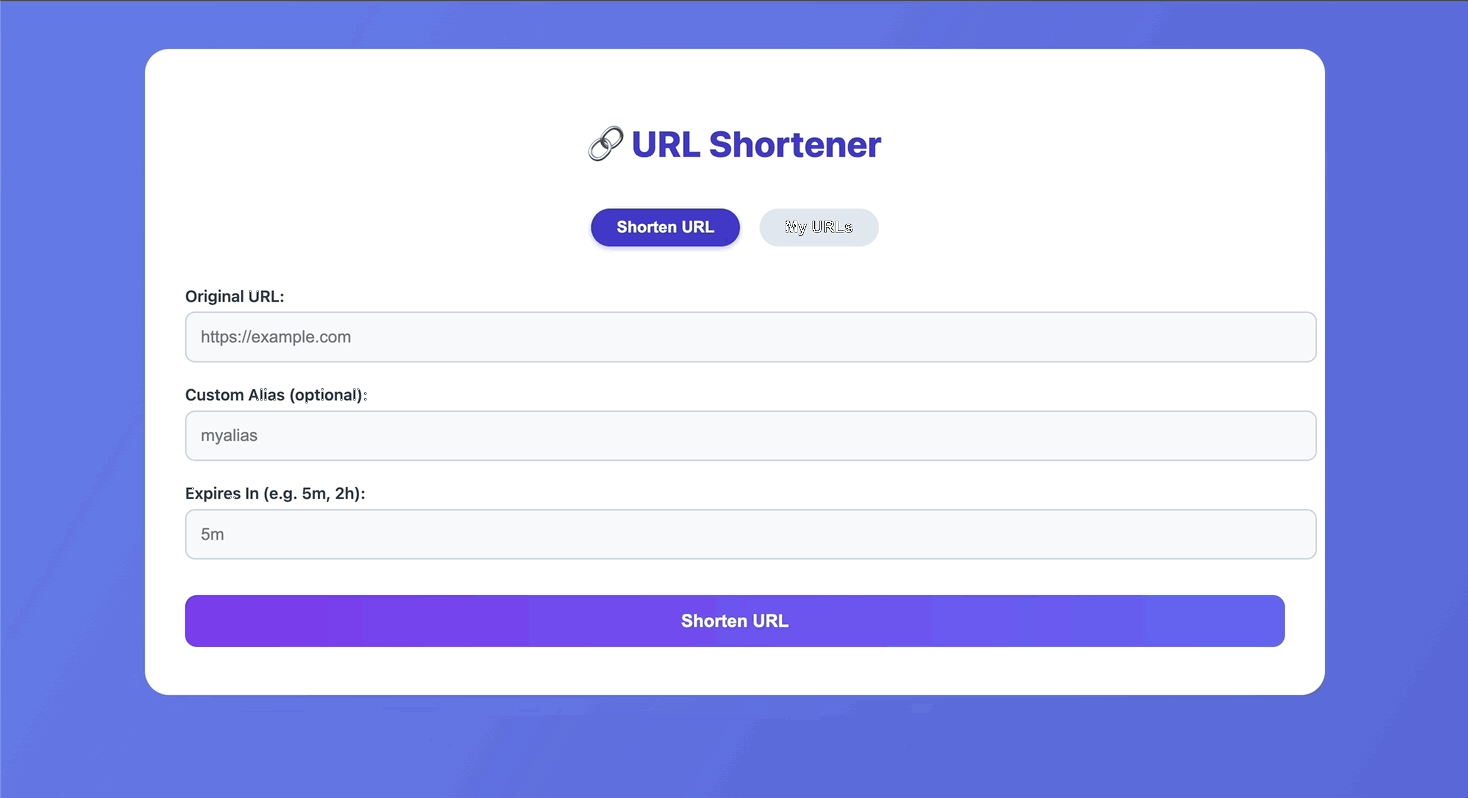 URL Shortener
Shorten URL My URLs
Original URL:
https://example.com
Custom Alias (optional):
myalias
Expires In (e.g. 5m, 2h):
5m
Shorten URL